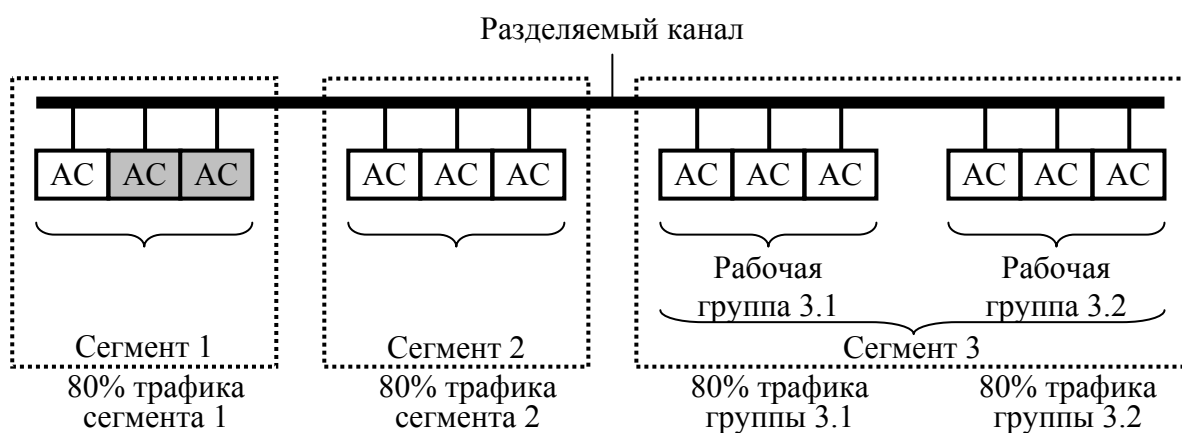 Разделяемый канал
АС АС АС АС АС АС АС АС АС АС АС АС
Рабочая группа 3.1
Рабочая группа 3.2
Сегмент 1
Сегмент 2
Сегмент 3
80% трафика
сегмента 1
80% трафика
сегмента 2
80% трафика
группы 3.1
80% трафика
группы 3.2